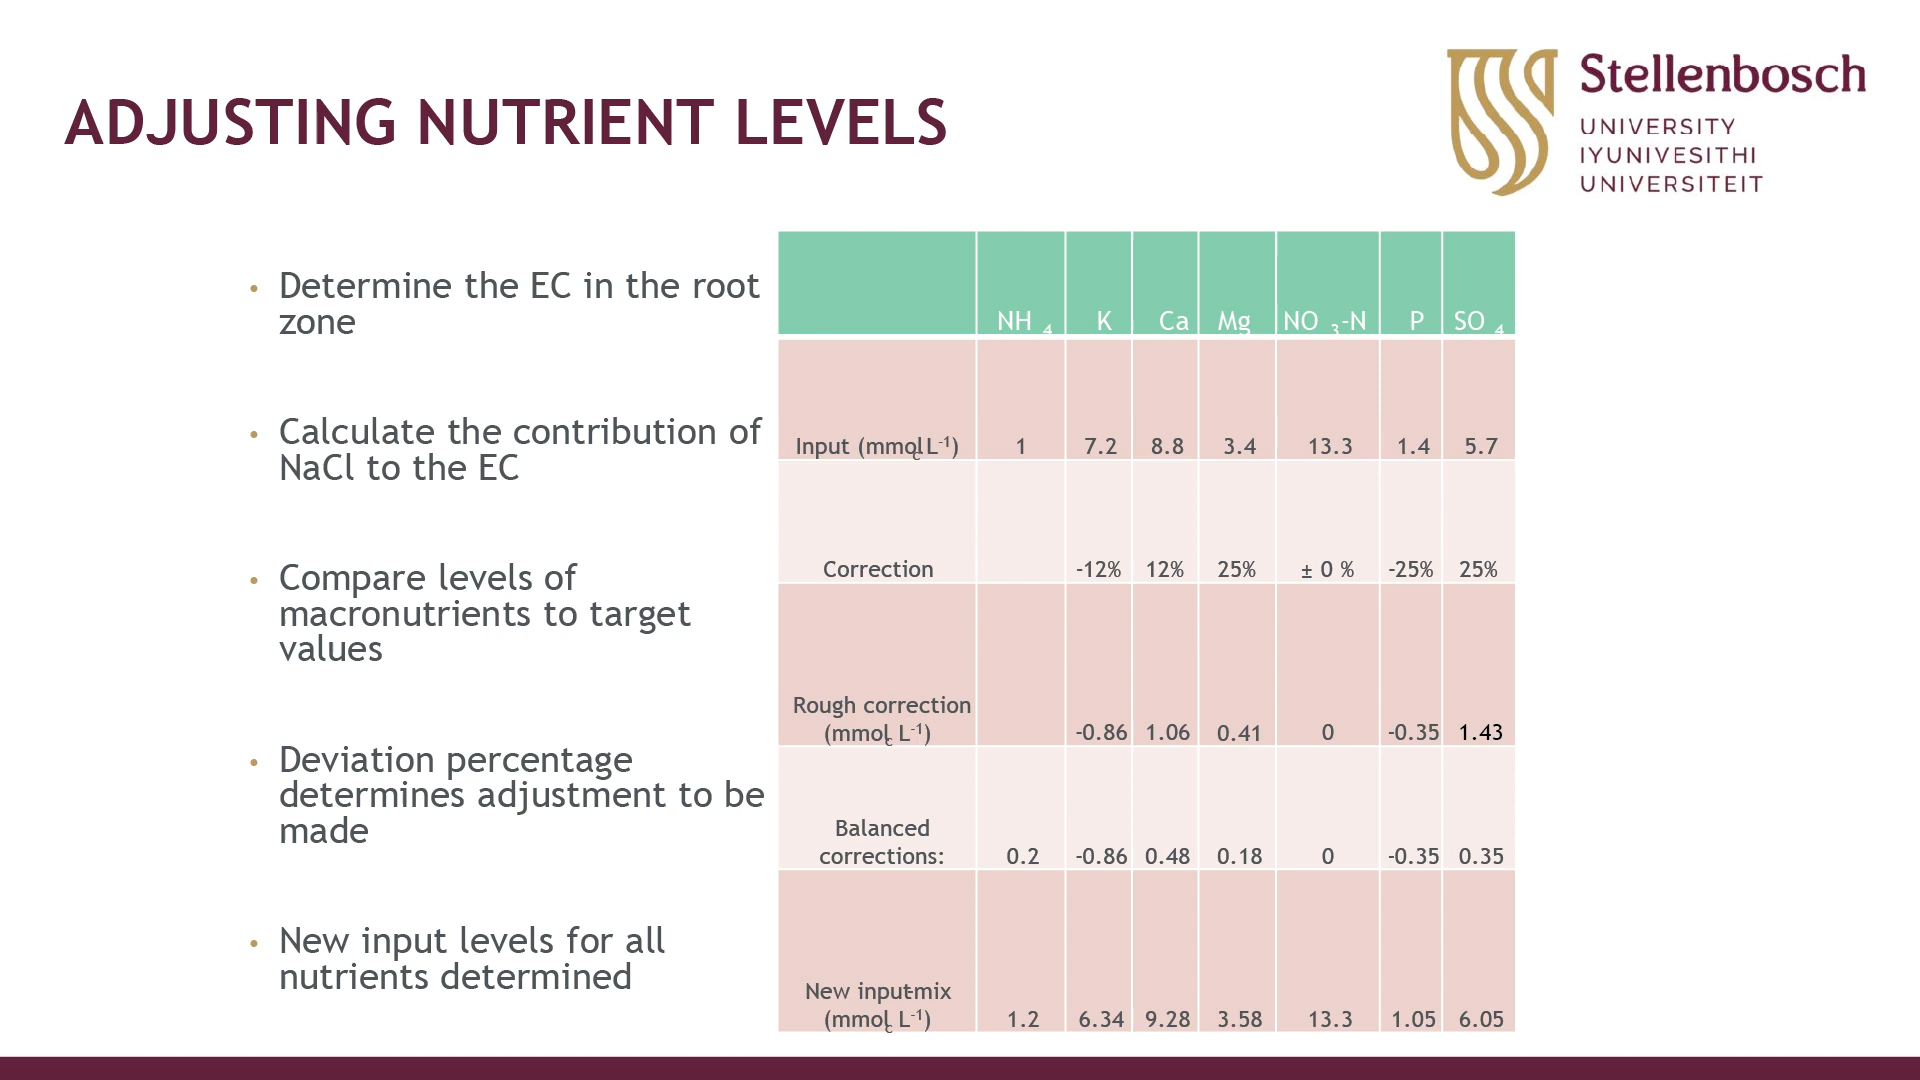 ADJUSTING NUTRIENT LEVELS
Stellenbosch
UNIVERSITY
IYUNIVESITHI
UNIVERSITEIT
• Determine the EC in the root
zone
• Calculate the contribution of
NaCl to the EC
• Compare levels of
macronutrients to target
values
• Deviation percentage
determines adjustment to be
made
• New input levels for all
nutrients determined
NH4 K Ca Mg NO3-N P SO4
Input (mmolc L-1) 1 7.2 8.8 3.4 13.3 1.4 5.7
Correction -12% 12% 25% ± 0 % -25% 25%
Rough correction
(mmolc L-1) -0.86 1.06 0.41 0 -0.35 1.43
Balanced
corrections: 0.2 -0.86 0.48 0.18 0 -0.35 0.35
New input-mix
(mmolc L-1) 1.2 6.34 9.28 3.58 13.3 1.05 6.05